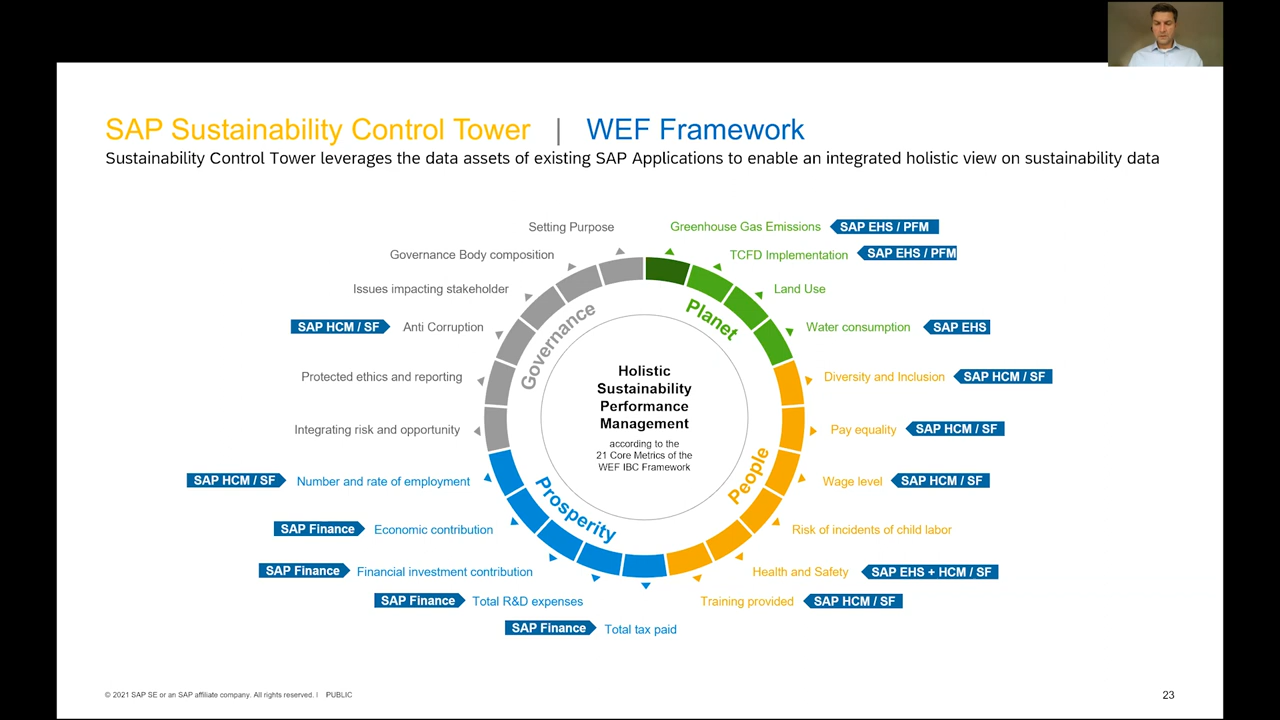 SAP Sustainability Control Tower | WEF Framework
Sustainability Control Tower leverages the data assets of existing SAP Applications to enable an integrated holistic view on sustainability data
Setting Purpose
Greenhouse Gas Emissions
SAP EHS / PFM
Governance Body composition
TCFD Implementation
SAP EHS / PFM
Issues impacting stakeholder
Land Use
SAP HCM / SF
Anti Corruption
Water consumption
SAP EHS
Protected ethics and reporting
Diversity and Inclusion
SAP HCM / SF
Integrating risk and opportunity
Pay equality
SAP HCM / SF
SAP HCM / SF
Number and rate of employment
Wage level
SAP HCM / SF
SAP Finance
Economic contribution
Risk of incidents of child labor
SAP Finance
Financial investment contribution
Health and Safety
SAP EHS + HCM / SF
SAP Finance
Total R&D expenses
Training provided
SAP HCM / SF
SAP Finance
Total tax paid
Governance
Planet
People
Prosperity
Holistic
Sustainability
Performance
Management
according to the
21 Core Metrics of the
WEF IBC Framework
© 2021 SAP SE or an SAP affiliate company. All rights reserved. | PUBLIC
23